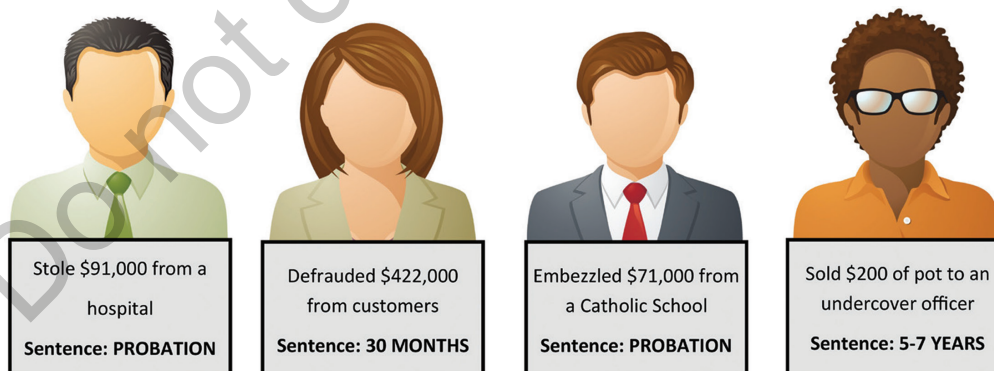 Do not
Stole $91,000 from a
hospital
Sentence: PROBATION
Defrauded $422,000
from customers
Sentence: 30 MONTHS
Embezzled $71,000 from
a Catholic School
Sentence: PROBATION
Sold $200 of pot to an
undercover officer
Sentence: 5-7 YEARS